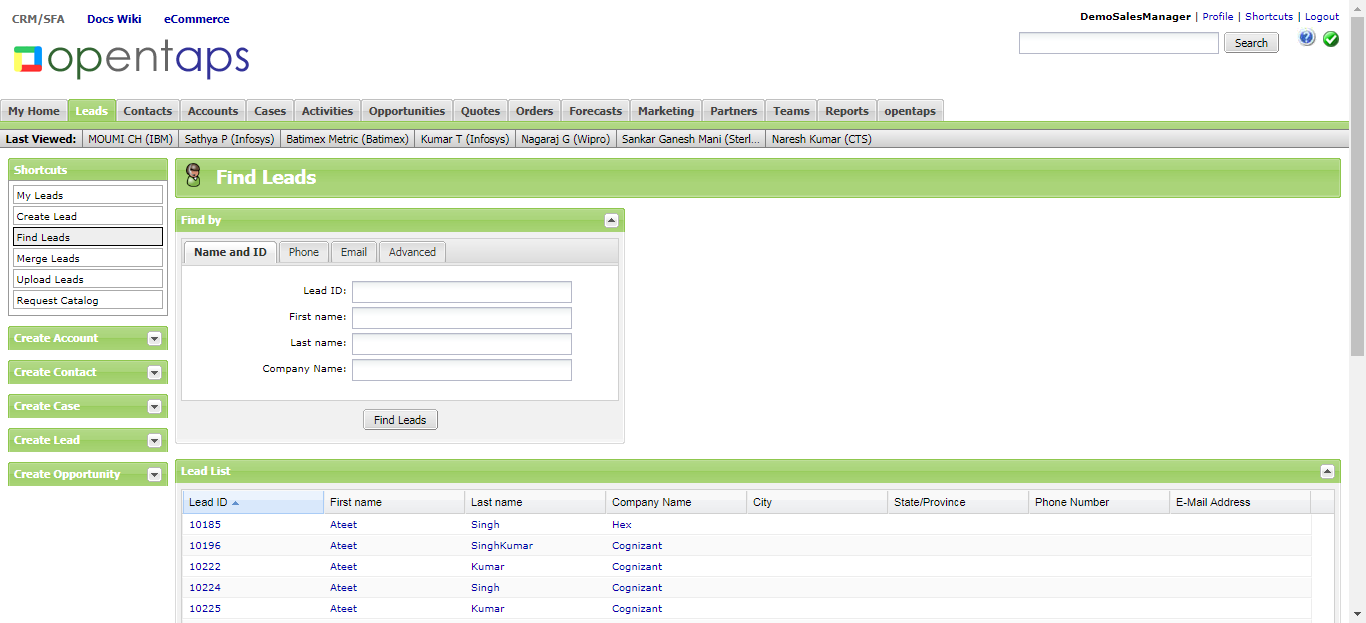 CRM/SFA Docs Wiki eCommerce
DemoSalesManager | Profile | Shortcuts | Logout
opentaps
Search
My Home Leads Contacts Accounts Cases Activities Opportunities Quotes Orders Forecasts Marketing Partners Teams Reports opentaps
Last Viewed: MOUMI CH (IBM) Sathya P (Infosys) Batimex Metric (Batimex) Kumar T (Infosys) Nagaraj G (Wipro) Sankar Ganesh Mani (Sterl... Naresh Kumar (CTS)
Shortcuts
My Leads
Create Lead
Find Leads
Merge Leads
Upload Leads
Request Catalog
Create Account
Create Contact
Create Case
Create Lead
Create Opportunity
Find Leads
Find by
Name and ID Phone Email Advanced
Lead ID:
First name:
Last name:
Company Name:
Find Leads
Lead List
Lead ID First name Last name Company Name City State/Province Phone Number E-Mail Address
10185 Ateet Singh Hex
10196 Ateet SinghKumar Cognizant
10222 Ateet Kumar Cognizant
10224 Ateet Singh Cognizant
10225 Ateet Kumar Cognizant